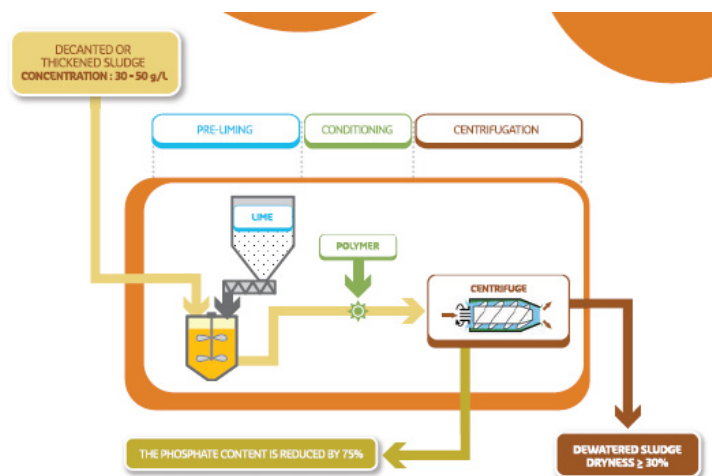 DECANTED OR
THICKENED SLUDGE
CONCENTRATION : 30 - 50 g/l
PRE-LIMING
CONDITIONING
CENTRIFUGATION
LIME
POLYMER
CENTRIFUGE
THE PHOSPHATE CONTENT IS REDUCED BY 75%
DEWATERED SLUDGE
DRYNESS ≥ 30%